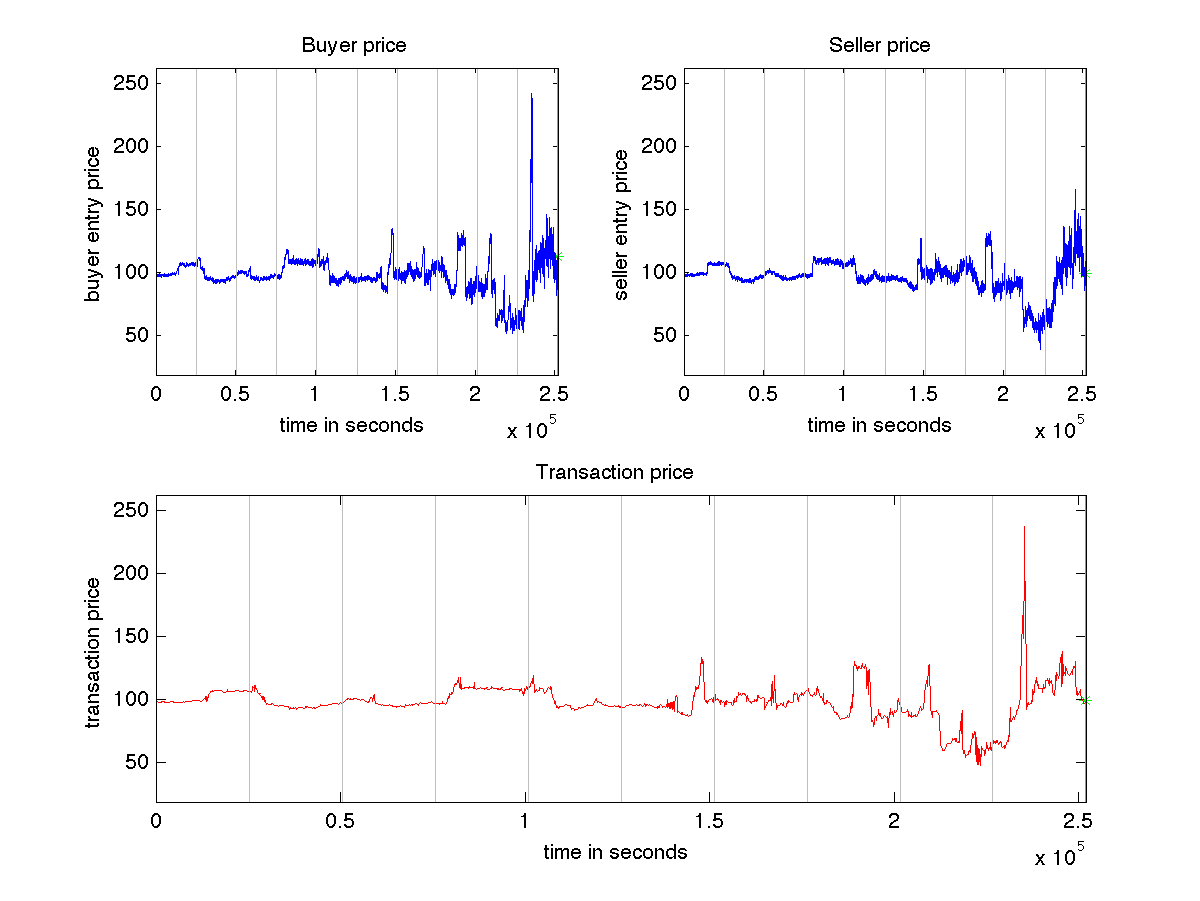 Buyer price
250
200
150
100
50
buyer entry price
0 0.5 1 1.5 2 2.5
time in seconds
x 10^5
Seller price
250
200
150
100
50
seller entry price
0 0.5 1 1.5 2 2.5
time in seconds
x 10^5
Transaction price
250
200
150
100
50
transaction price
0 0.5 1 1.5 2 2.5
time in seconds
x 10^5